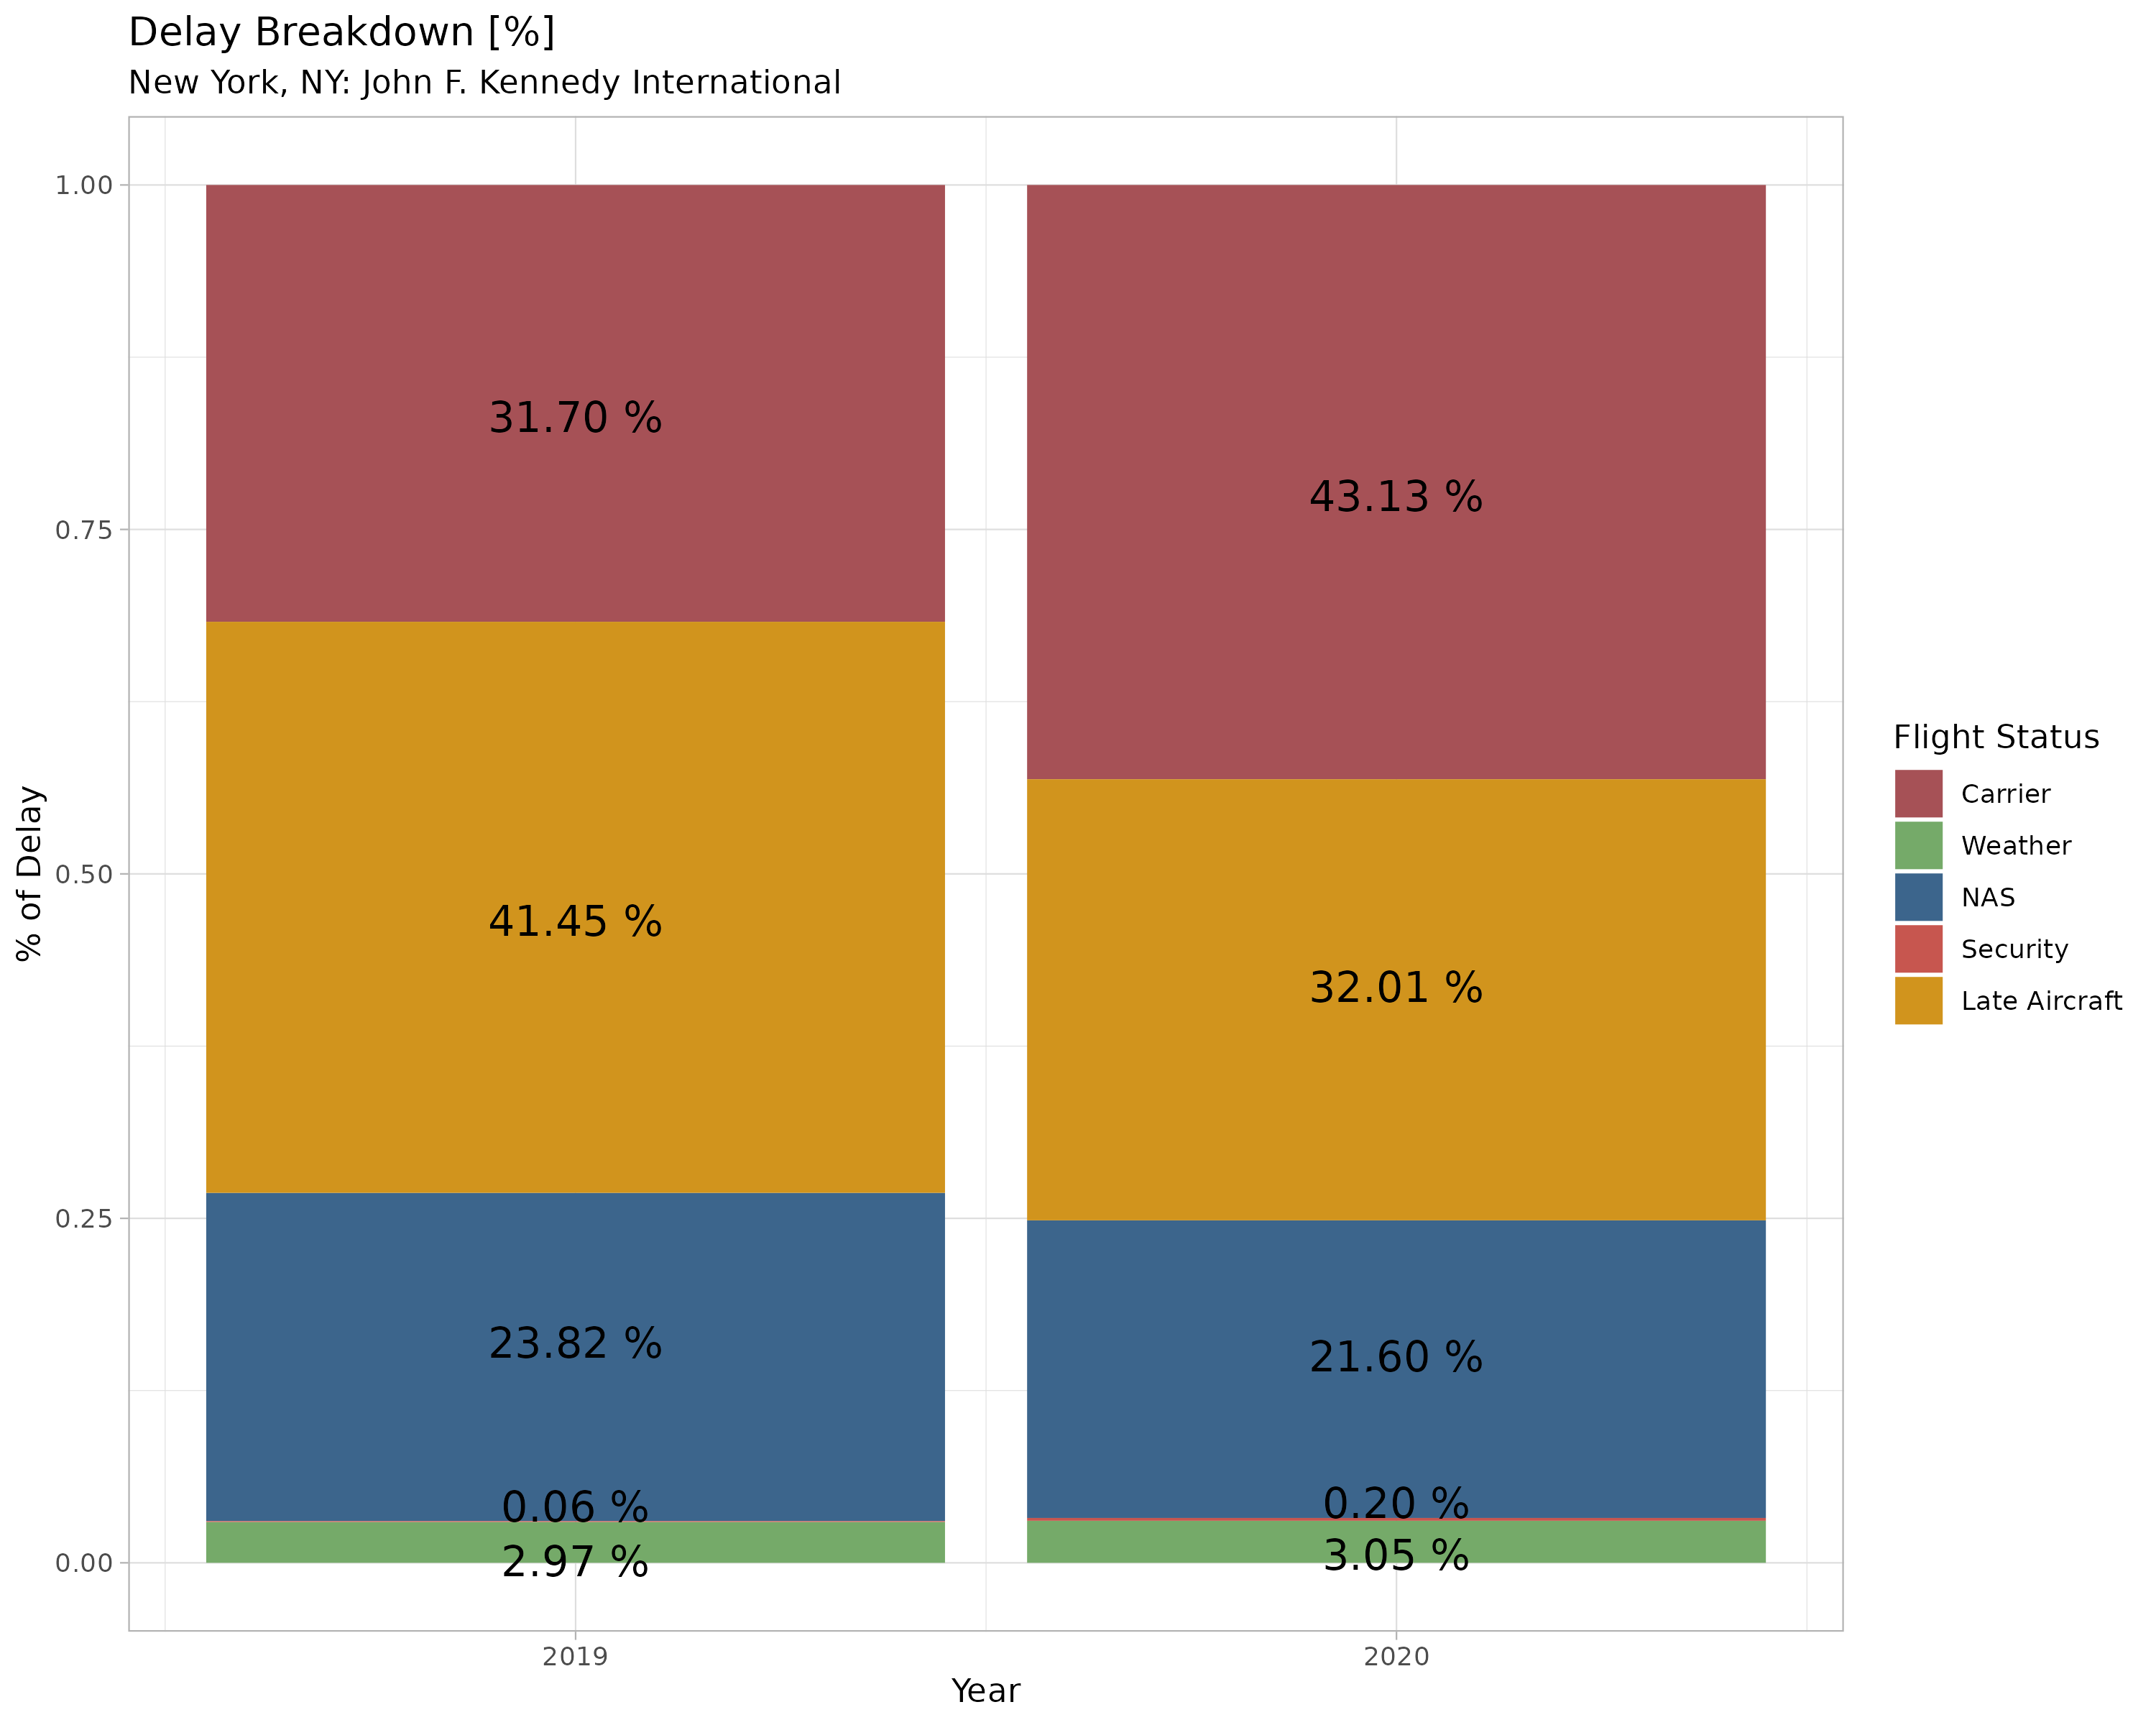 Delay Breakdown [%]
New York, NY: John F. Kennedy International
% of Delay
1.00
0.75
0.50
0.25
0.00
31.70 %
41.45 %
23.82 %
0.06 %
2.97 %
43.13 %
32.01 %
21.60 %
0.20 %
3.05 %
2019
2020
Year
Flight Status
Carrier
Weather
NAS
Security
Late Aircraft